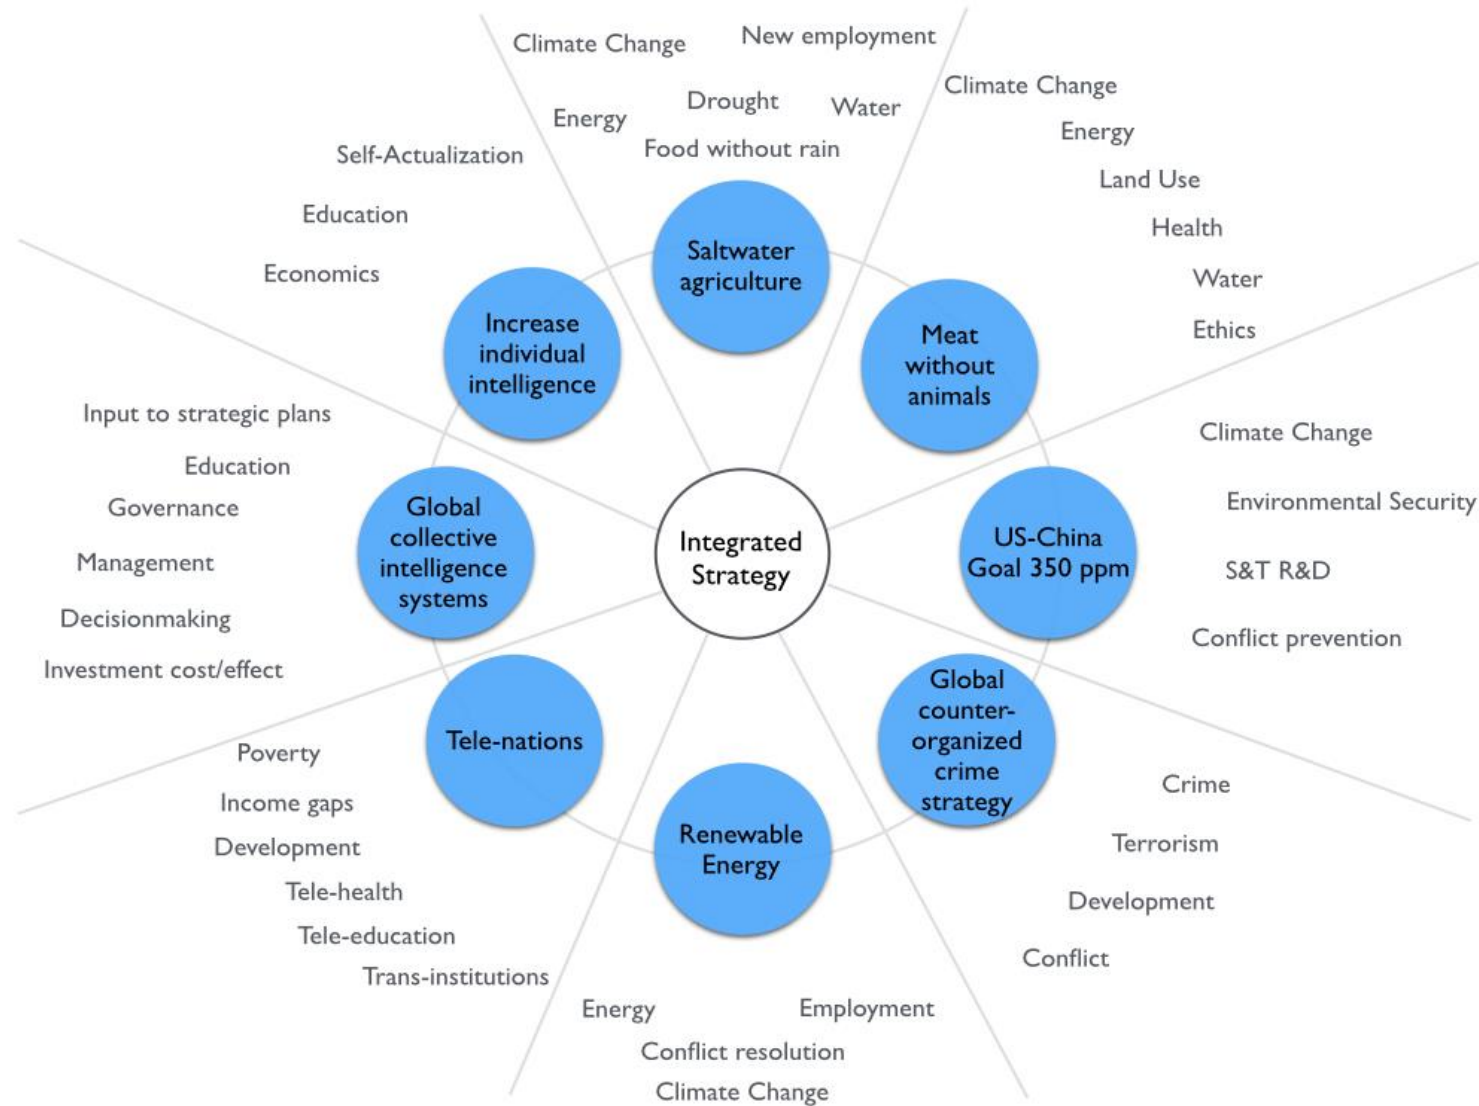 Climate Change
New employment
Energy
Drought
Water
Food without rain
Saltwater
agriculture
Climate Change
Energy
Land Use
Health
Water
Ethics
Meat
without
animals
Climate Change
Environmental Security
S&T R&D
Conflict prevention
US-China
Goal 350 ppm
Global
counter-
organized
crime
strategy
Crime
Terrorism
Development
Conflict
Renewable
Energy
Energy
Employment
Conflict resolution
Climate Change
Tele-nations
Poverty
Income gaps
Development
Tele-health
Tele-education
Trans-institutions
Global
collective
intelligence
systems
Input to strategic plans
Education
Governance
Management
Decisionmaking
Investment cost/effect
Increase
individual
intelligence
Self-Actualization
Education
Economics
Integrated
Strategy